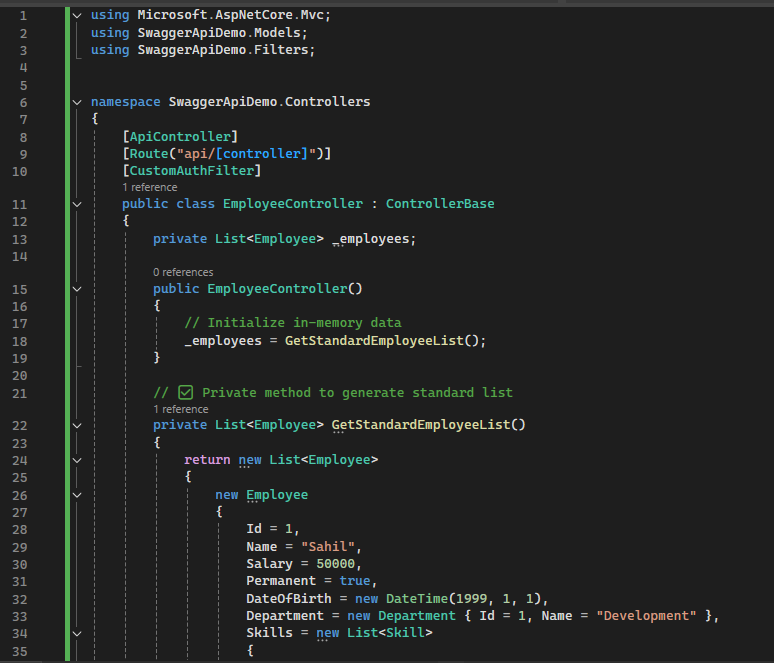 1 using Microsoft.AspNetCore.Mvc;
2 using SwaggerApiDemo.Models;
3 using SwaggerApiDemo.Filters;
4
5
6 namespace SwaggerApiDemo.Controllers
7 {
8 [ApiController]
9 [Route("api/[controller]")]
10 [CustomAuthFilter]
1 reference
11 public class EmployeeController : ControllerBase
12 {
13 private List<Employee> _employees;
14
0 references
15 public EmployeeController()
16 {
17 // Initialize in-memory data
18 _employees = GetStandardEmployeeList();
19 }
20
21 // ✅ Private method to generate standard list
1 reference
22 private List<Employee> GetStandardEmployeeList()
23 {
24 return new List<Employee>
25 {
26 new Employee
27 {
28 Id = 1,
29 Name = "Sahil",
30 Salary = 50000,
31 Permanent = true,
32 DateOfBirth = new DateTime(1999, 1, 1),
33 Department = new Department { Id = 1, Name = "Development" },
34 Skills = new List<Skill>
35 {